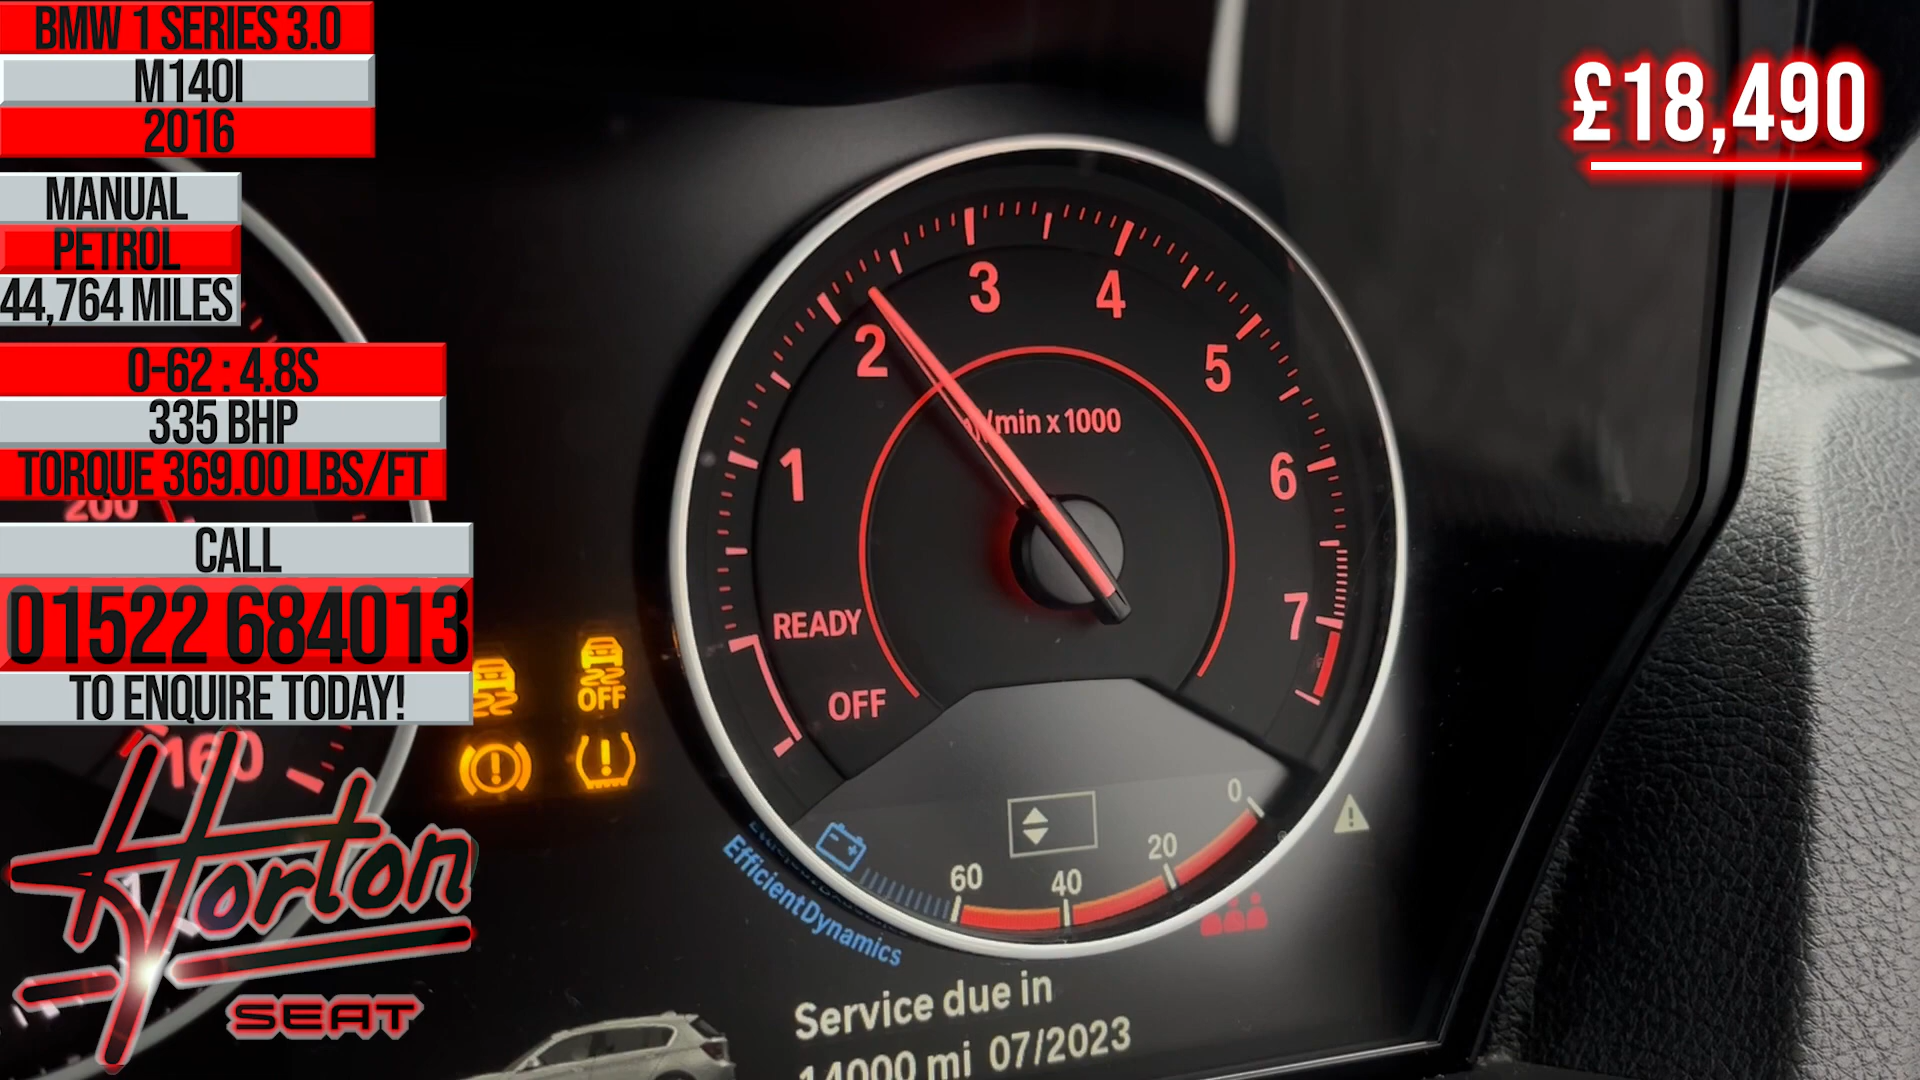 BMW 1 SERIES 3.0
M140I
2016
£18,490
MANUAL
PETROL
44,764 MILES
0-62 : 4.8S
335 BHP
TORQUE 369.00 LBS/FT
CALL
01522 684013
TO ENQUIRE TODAY!
200
160
Horton
SEAT
OFF
1
2
3
4
5
6
7
1/min x 1000
READY
OFF
60
40
20
0
EfficientDynamics
Service due in
14000 mi 07/2023